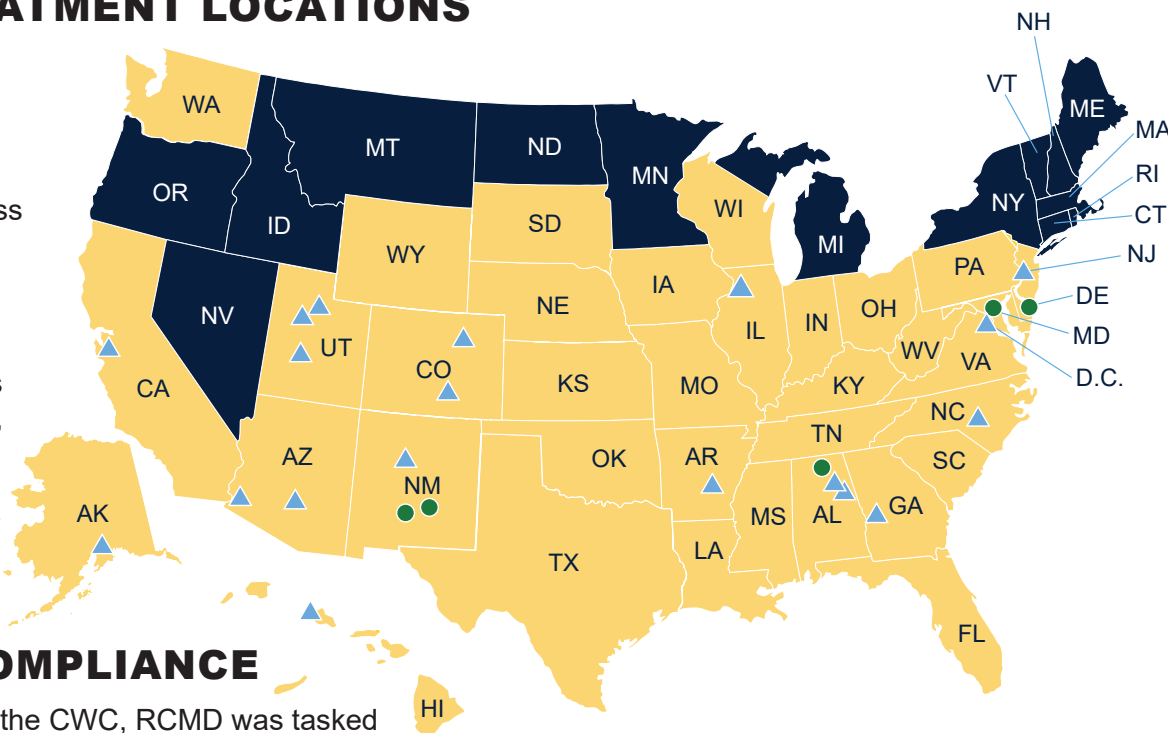 ATMENT LOCATIONS
NH
VT
ME
WA
MA
MT
ND
MN
RI
OR
ss
WI
NY
CT
ID
SD
MI
NJ
WY
PA
IA
DE
NE
OH
NV
IL
IN
MD
UT
WV
VA
CO
D.C.
s
CA
KS
MO
KY
NC
,
TN
AZ
OK
AR
SC
NM
AK
MS
AL
GA
LA
TX
FL
OMPLIANCE
HI
the CWC, RCMD was tasked